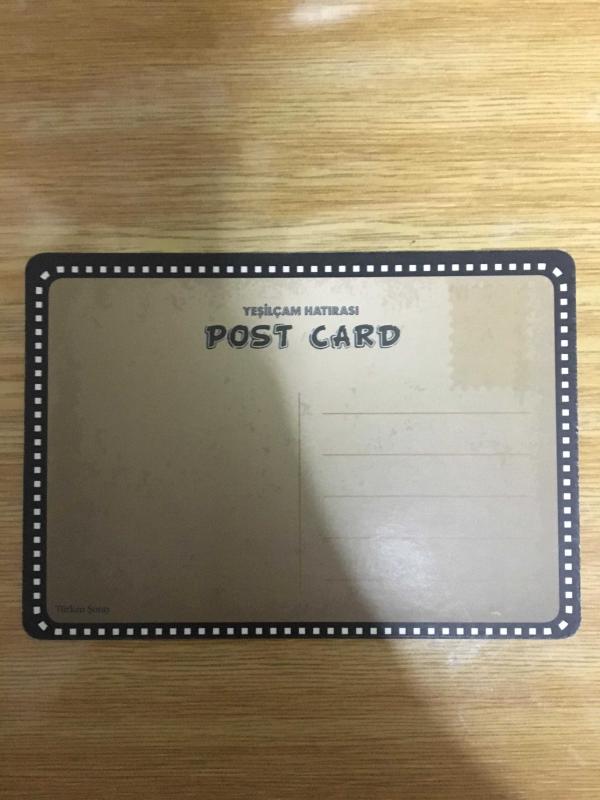 YEŞİLÇAM HATIRASI
POST CARD
Türkan Şoray